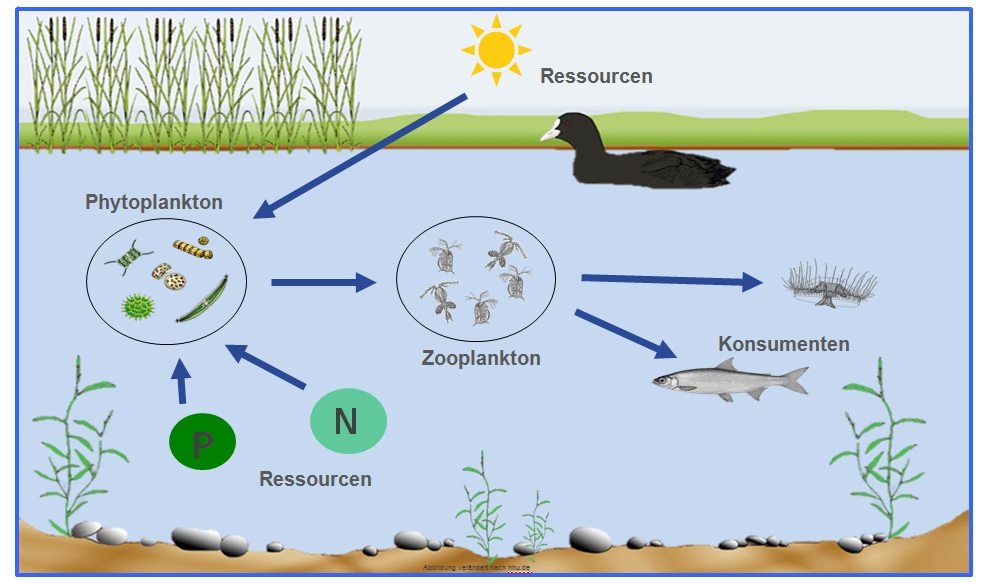 Ressourcen
Phytoplankton
Zooplankton
Konsumenten
P
N
Ressourcen
Abbildung verändert nach hhu.de